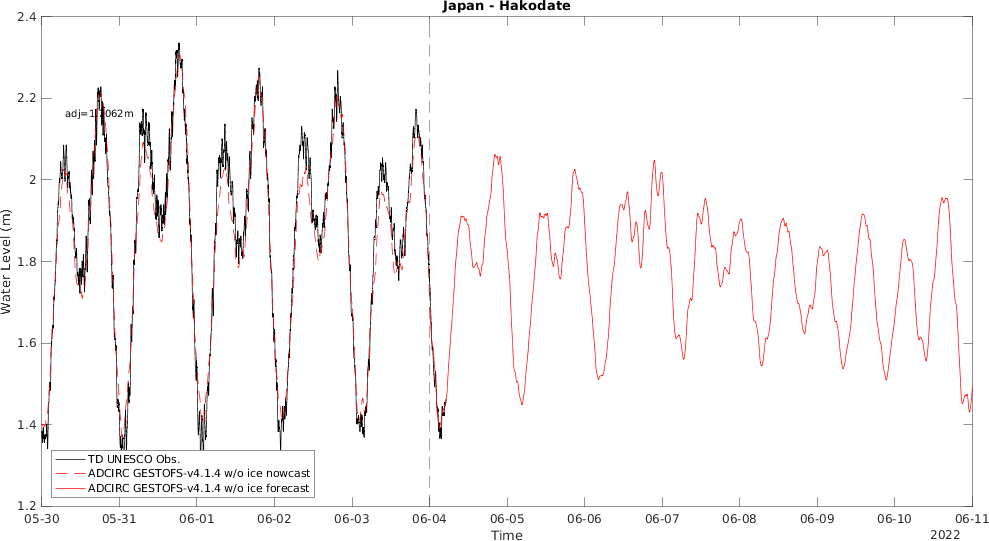 Japan - Hakodate
2.4
2.2
2
1.8
1.6
1.4
1.2
Water Level (m)
TD UNESCO Obs.
ADCIRC GESTOFS-v4.1.4 w/o ice nowcast
ADCIRC GESTOFS-v4.1.4 w/o ice forecast
05-30 05-31 06-01 06-02 06-03 06-04 06-05 06-06 06-07 06-08 06-09 06-10 06-11
Time
2022